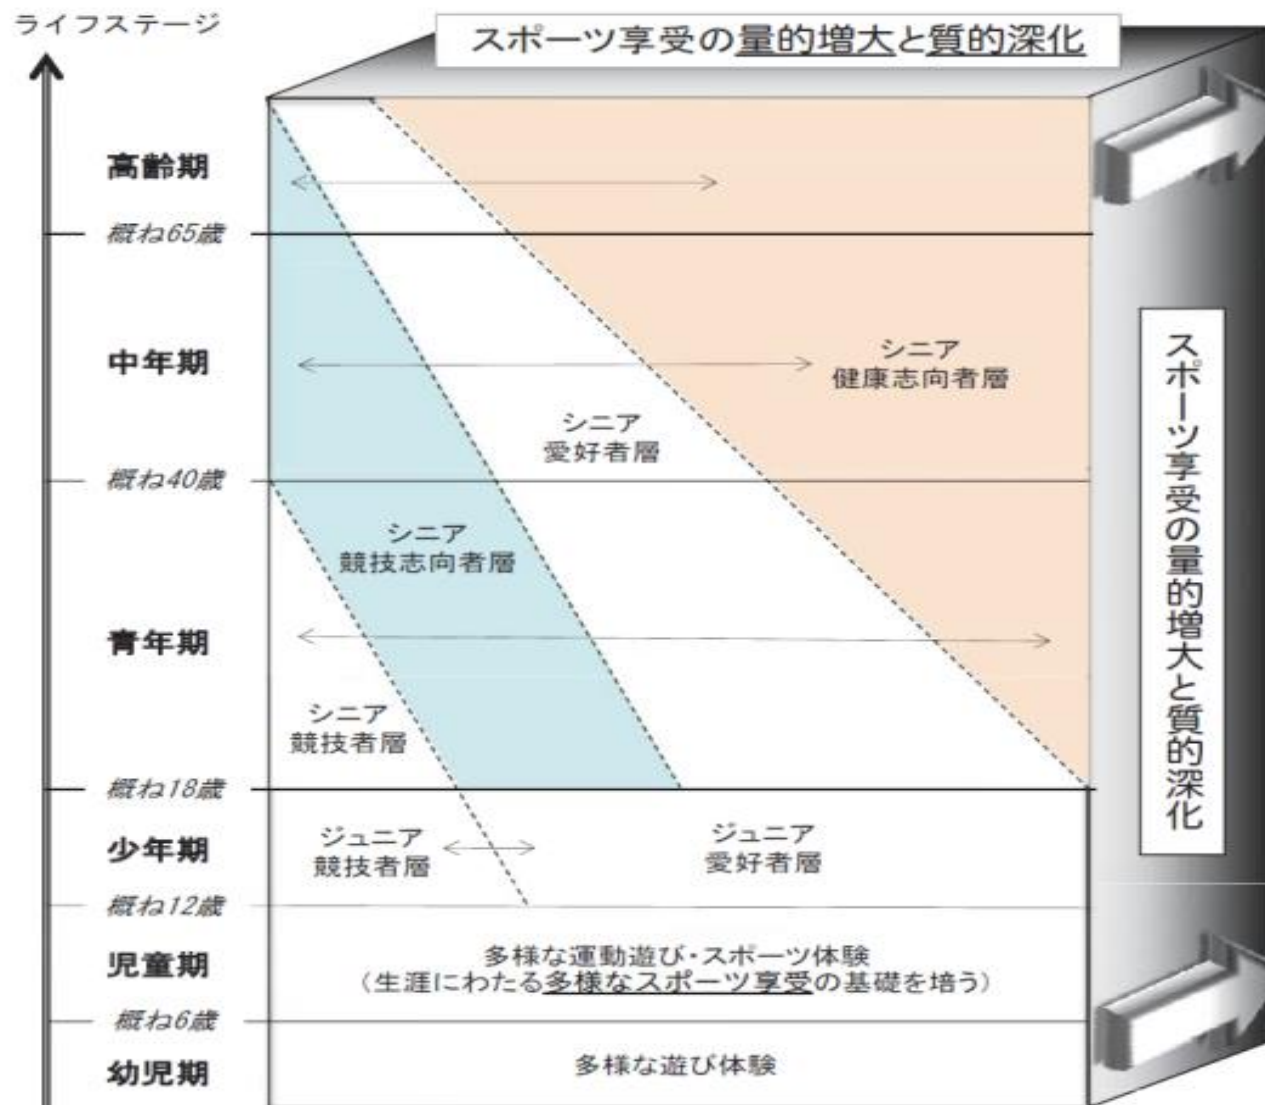 ライフステージ
スポーツ享受の量的増大と質的深化
高齢期
概ね65歳
中年期
シニア
健康志向者層
シニア
愛好者層
概ね40歳
シニア
競技志向者層
青年期
シニア
競技者層
概ね18歳
少年期
ジュニア
競技者層
ジュニア
愛好者層
概ね12歳
児童期
多様な運動遊び・スポーツ体験
（生涯にわたる多様なスポーツ享受の基礎を培う）
概ね6歳
幼児期
多様な遊び体験
スポーツ享受の量的増大と質的深化